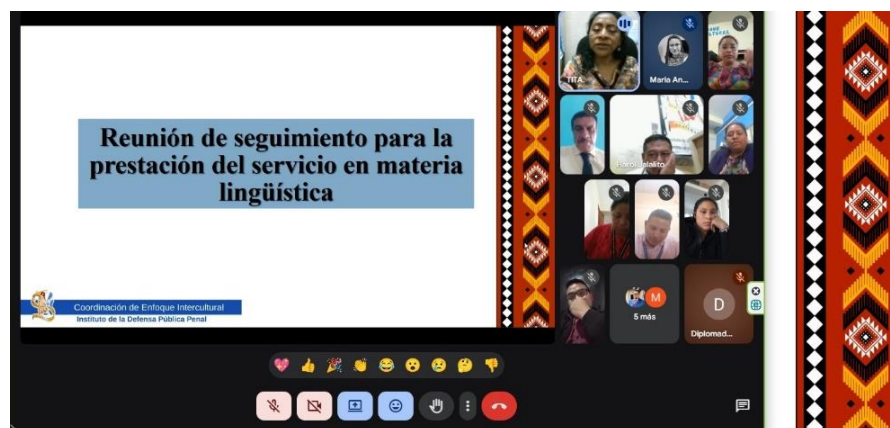 Reunión de seguimiento para la
prestación del servicio en materia
lingüística
Coordinación de Enfoque Intercultural
Instituto de la Defensa Pública Penal
TITA
Maria An...
5 más
M
D
Diplomad...